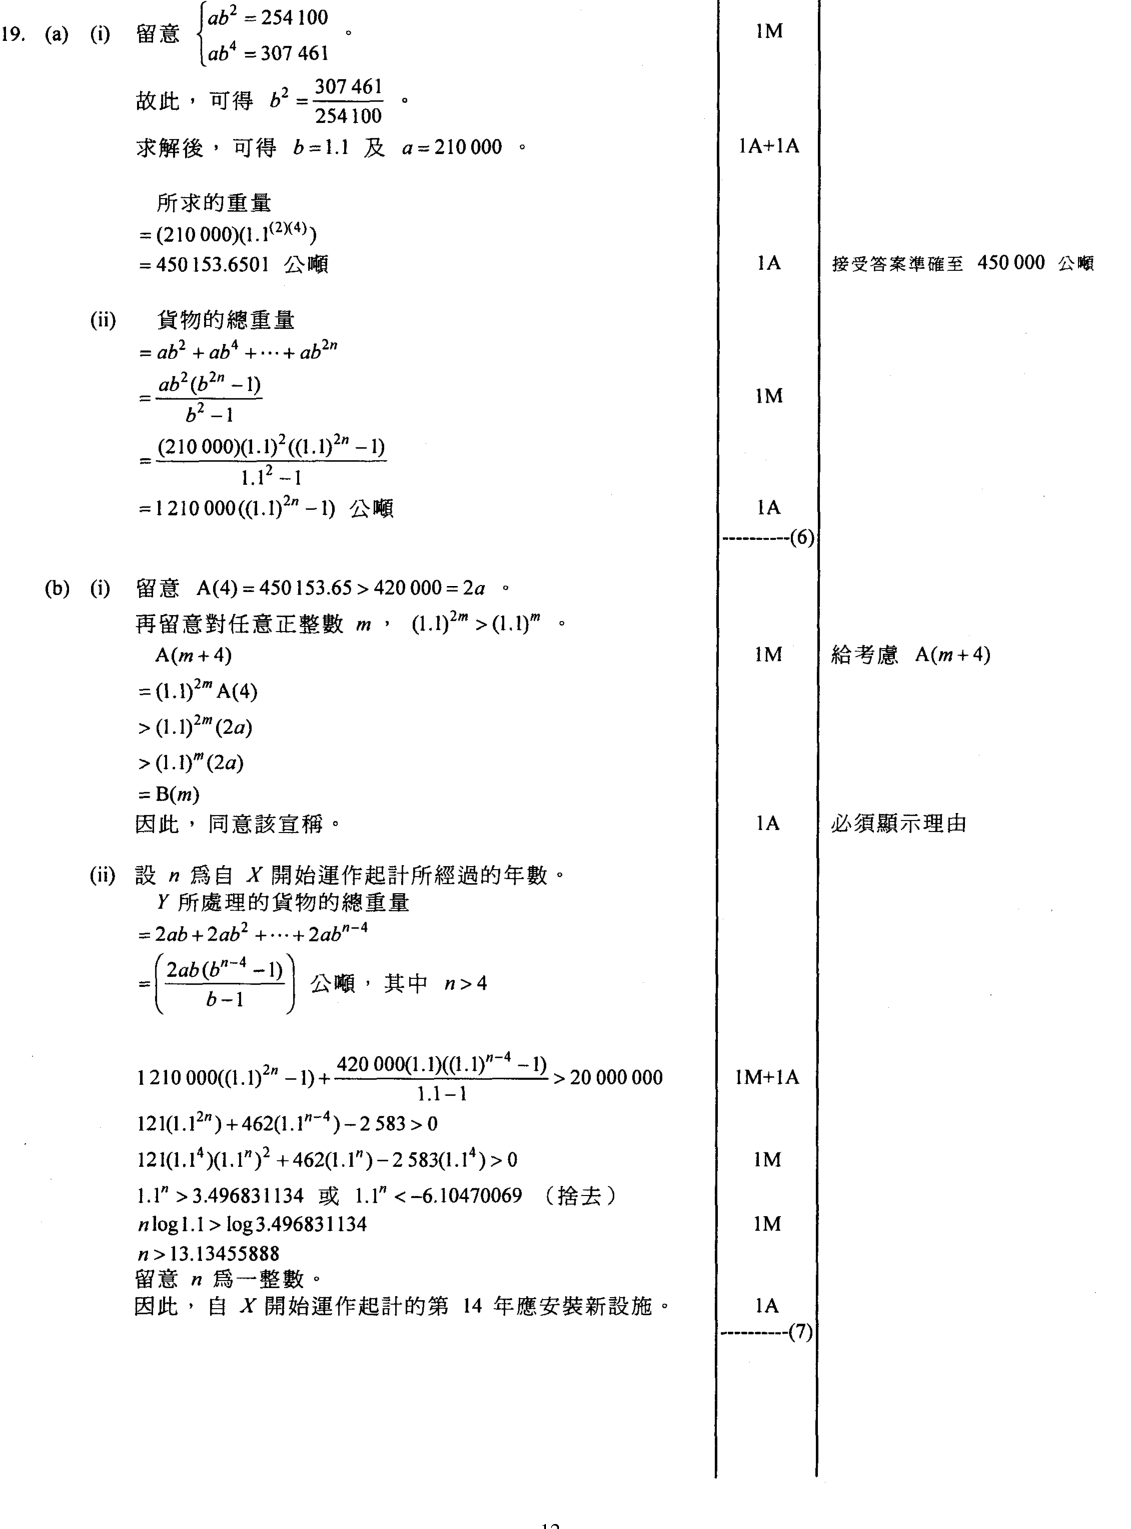 19. (a) (i) 留意 { ab² = 254 100 1M
ab⁴ = 307 461 。
故此，可得 b² = 307 461 / 254 100 。
求解後，可得 b = 1.1 及 a = 210 000 。 1A+1A
所求的重量
= (210 000)(1.1^(2)(4))
= 450 153.6501 公噸 1A 接受答案準確至 450 000 公噸
(ii) 貨物的總重量
= ab² + ab⁴ + ⋯ + ab²ⁿ
= ab²(b²ⁿ − 1) / b² − 1 1M
= (210 000)(1.1)²((1.1)²ⁿ − 1) / 1.1² − 1
= 1 210 000((1.1)²ⁿ − 1) 公噸 1A
----------(6)
(b) (i) 留意 A(4) = 450 153.65 > 420 000 = 2a 。
再留意對任意正整數 m ， (1.1)²ᵐ > (1.1)ᵐ 。
A(m + 4) 1M 給考慮 A(m + 4)
= (1.1)²ᵐ A(4)
> (1.1)²ᵐ (2a)
> (1.1)ᵐ (2a)
= B(m)
因此，同意該宣稱。 1A 必須顯示理由
(ii) 設 n 為自 X 開始運作起計所經過的年數。
Y 所處理的貨物的總重量
= 2ab + 2ab² + ⋯ + 2abⁿ⁻⁴
= ( 2ab(bⁿ⁻⁴ − 1) / b − 1 ) 公噸，其中 n > 4
1 210 000((1.1)²ⁿ − 1) + 420 000(1.1)((1.1)ⁿ⁻⁴ − 1) / 1.1 − 1 > 20 000 000 1M+1A
121(1.1²ⁿ) + 462(1.1ⁿ⁻⁴) − 2 583 > 0
121(1.1⁴)(1.1ⁿ)² + 462(1.1ⁿ) − 2 583(1.1⁴) > 0 1M
1.1ⁿ > 3.496831134 或 1.1ⁿ < −6.10470069 （捨去）
n log 1.1 > log 3.496831134 1M
n > 13.13455888
留意 n 為一整數。
因此，自 X 開始運作起計的第 14 年應安裝新設施。 1A
----------(7)